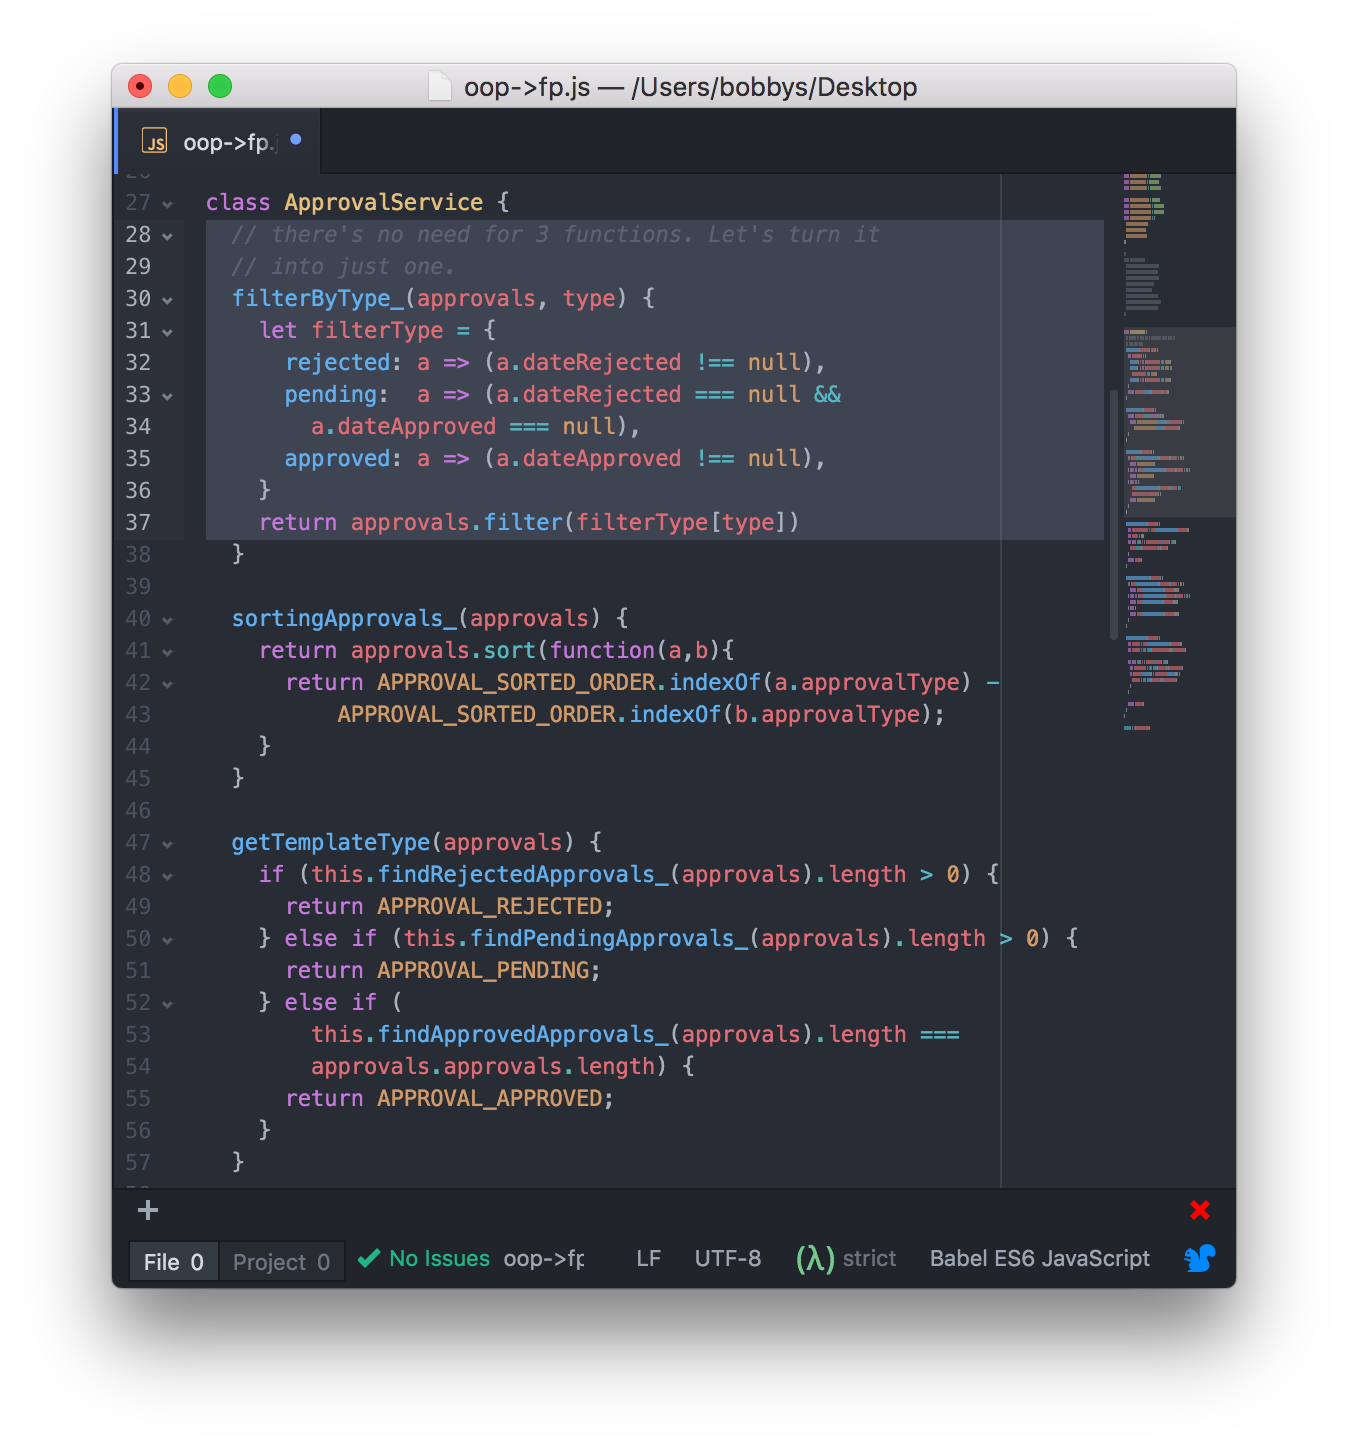 oop->fp.js — /Users/bobbys/Desktop
JS oop->fp.j
27 class ApprovalService {
28 // there's no need for 3 functions. Let's turn it
29 // into just one.
30 filterByType_(approvals, type) {
31 let filterType = {
32 rejected: a => (a.dateRejected !== null),
33 pending:  a => (a.dateRejected === null &&
34 a.dateApproved === null),
35 approved: a => (a.dateApproved !== null),
36 }
37 return approvals.filter(filterType[type])
38 }
39
40 sortingApprovals_(approvals) {
41 return approvals.sort(function(a,b){
42 return APPROVAL_SORTED_ORDER.indexOf(a.approvalType) -
43 APPROVAL_SORTED_ORDER.indexOf(b.approvalType);
44 }
45 }
46
47 getTemplateType(approvals) {
48 if (this.findRejectedApprovals_(approvals).length > 0) {
49 return APPROVAL_REJECTED;
50 } else if (this.findPendingApprovals_(approvals).length > 0) {
51 return APPROVAL_PENDING;
52 } else if (
53 this.findApprovedApprovals_(approvals).length ===
54 approvals.approvals.length) {
55 return APPROVAL_APPROVED;
56 }
57 }
File 0 Project 0 No Issues oop->fp LF UTF-8 (λ) strict Babel ES6 JavaScript